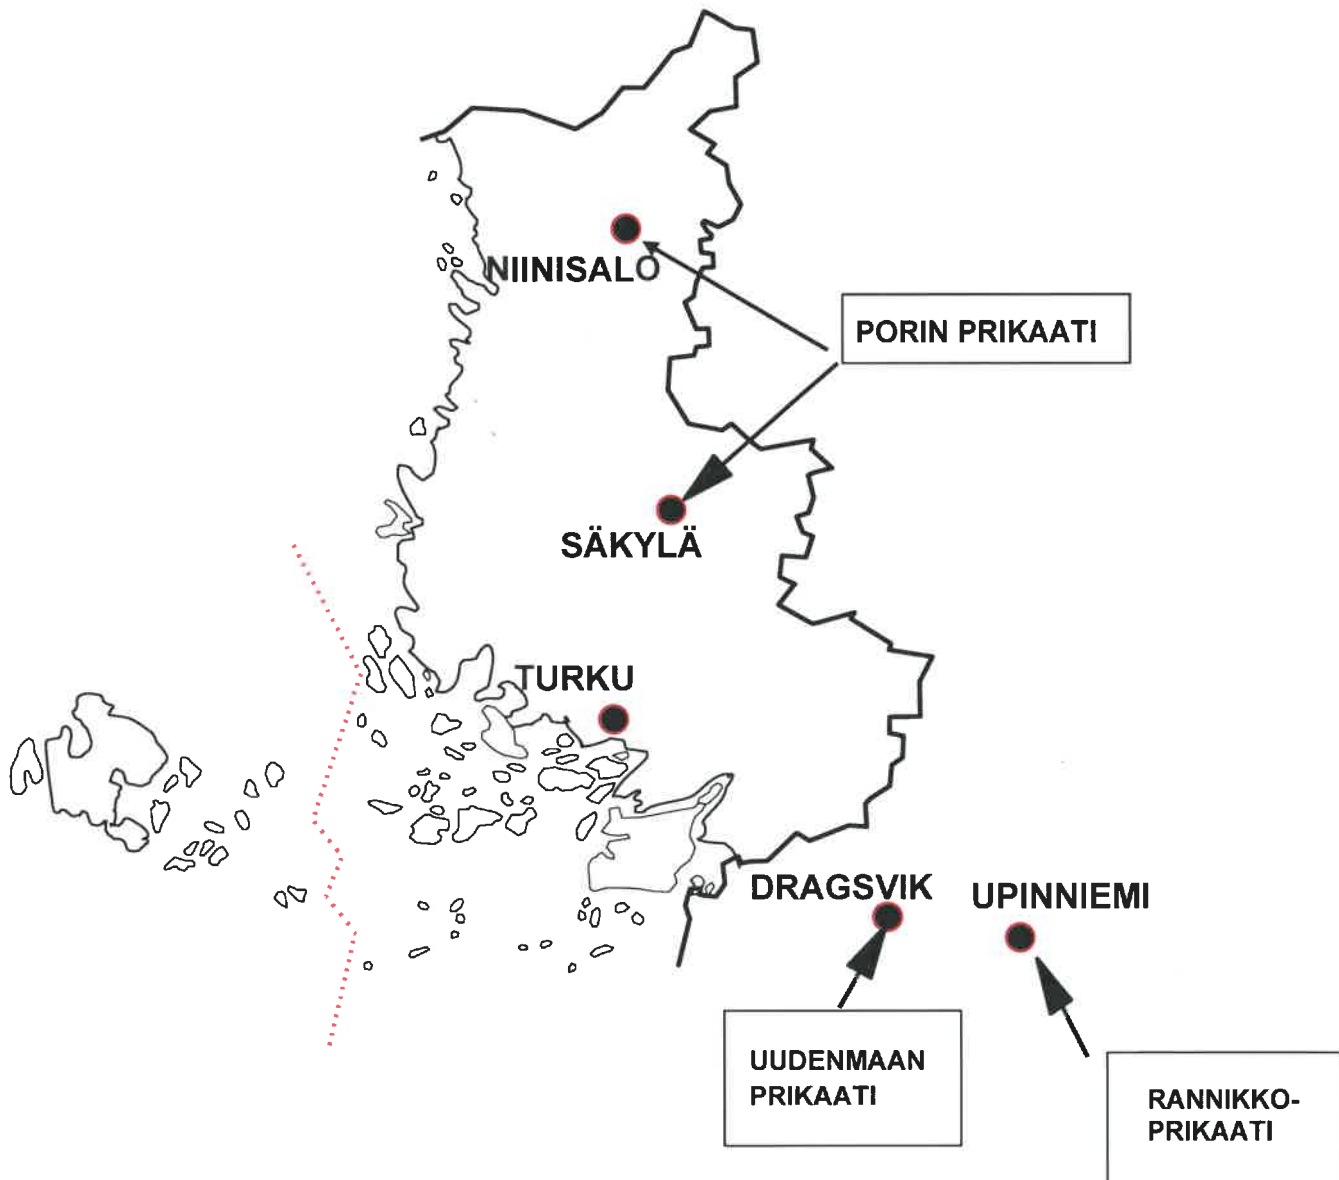 NIINISALO
PORIN PRIKAATI
SÄKYLÄ
TURKU
DRAGSVIK
UPINNIEMI
UUDENMAAN
PRIKAATI
RANNIKKO-
PRIKAATI